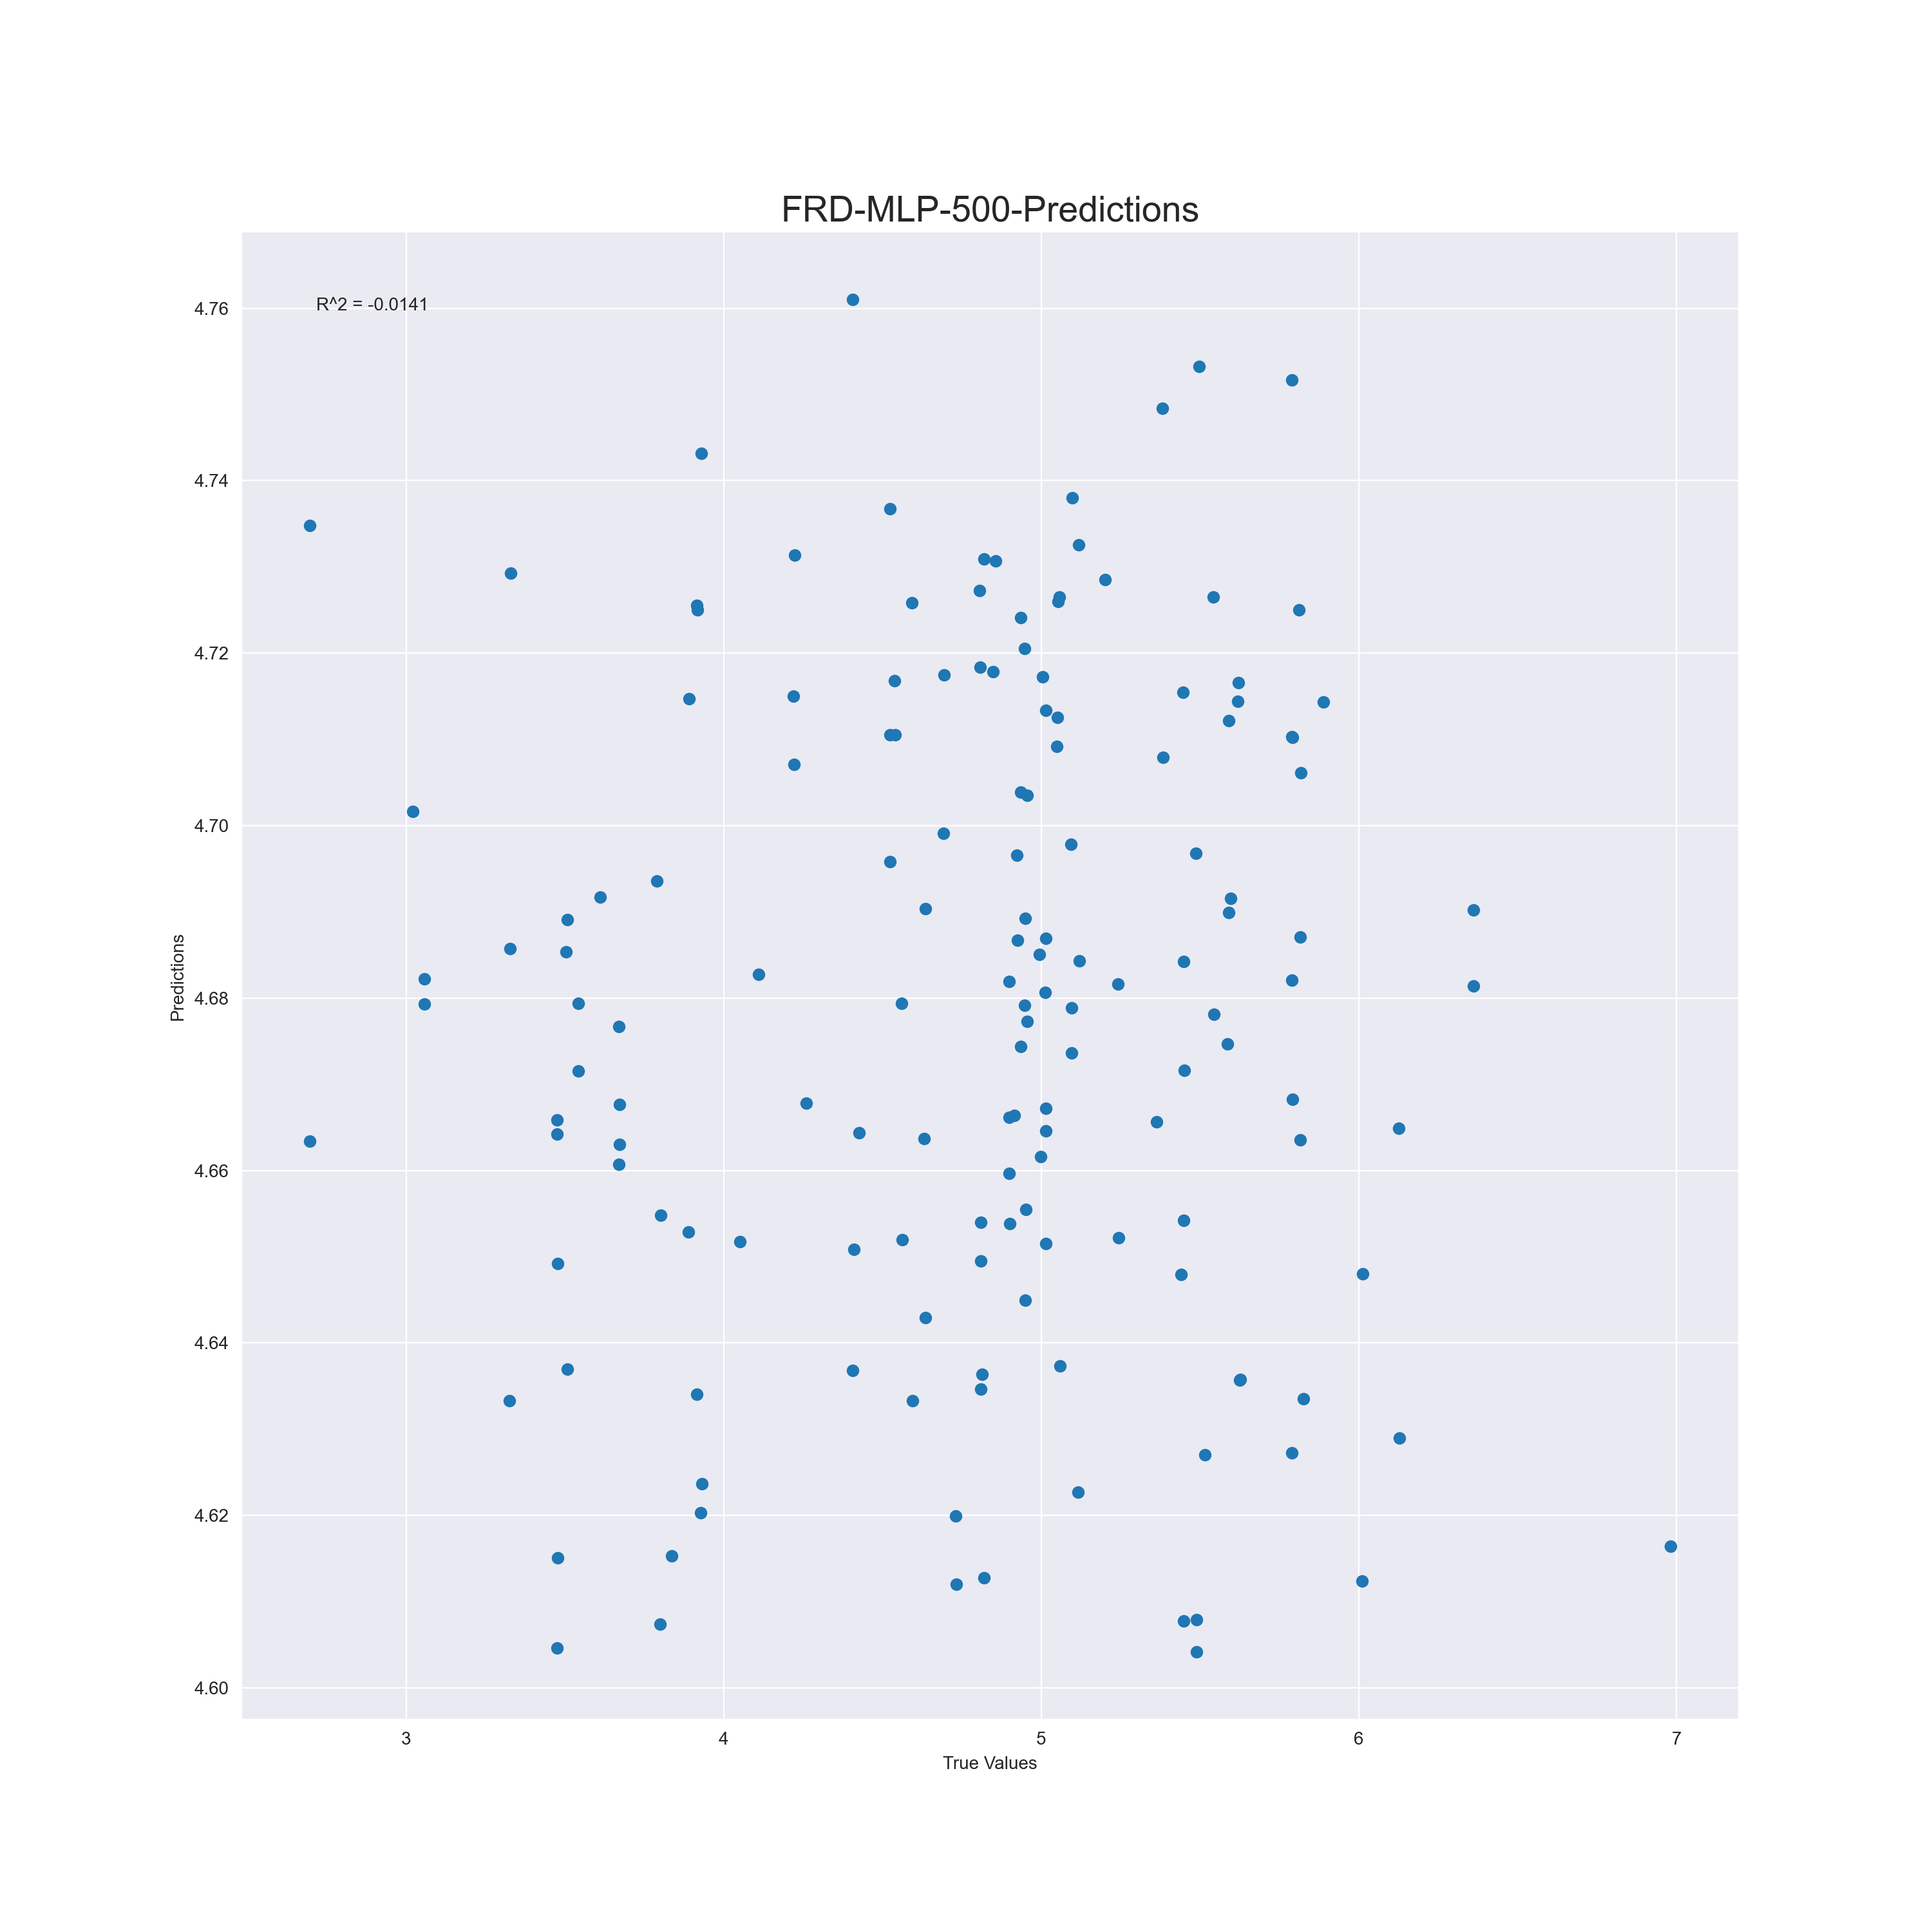 FRD-MLP-500-Predictions
R^2 = -0.0141
4.76
4.74
4.72
4.70
4.68
4.66
4.64
4.62
4.60
Predictions
3 4 5 6 7
True Values